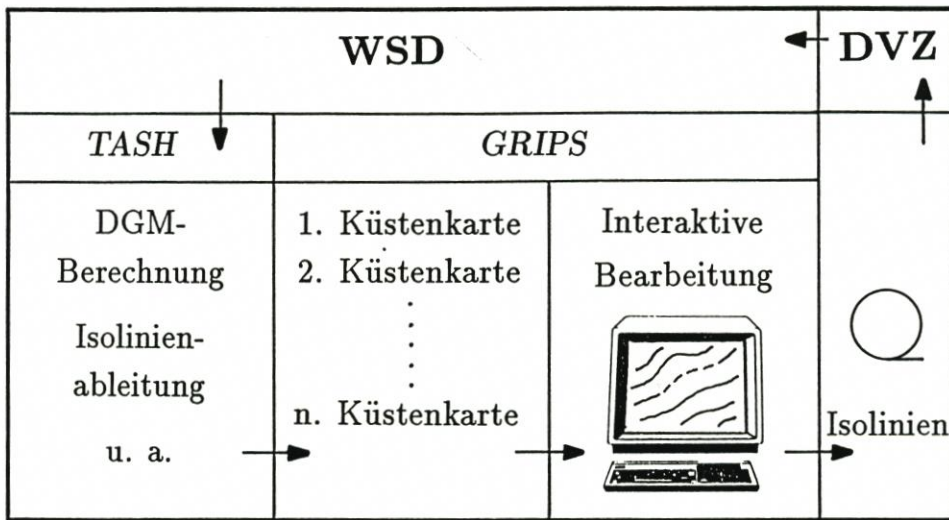 WSD
DVZ
TASH
GRIPS
DGM-
Berechnung
Isolinien-
ableitung
u. a.
1. Küstenkarte
2. Küstenkarte
n. Küstenkarte
Interaktive
Bearbeitung
Isolinien